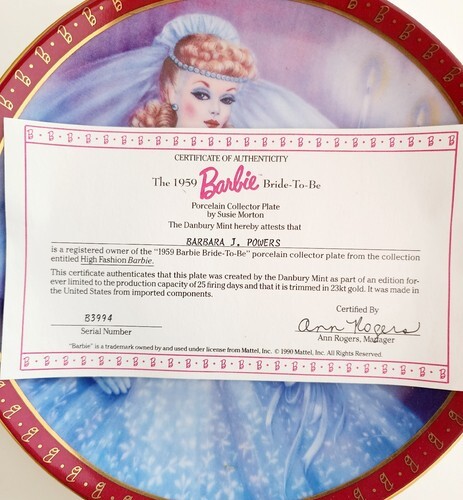 CERTIFICATE OF AUTHENTICITY
The 1959 Barbie Bride-To-Be
Porcelain Collector Plate
by Susie Morton
The Danbury Mint hereby attests that
BARBARA J. POWERS
is a registered owner of the "1959 Barbie Bride-To-Be" porcelain collector plate from the collection
entitled High Fashion Barbie.
This certificate authenticates that this plate was created by the Danbury Mint as part of an edition for-
ever limited to the production capacity of 25 firing days and that it is trimmed in 23kt gold. It was made in
the United States from imported components.
Certified By
B3994
Ann Rogers
Serial Number
Ann Rogers, Manager
"Barbie" is a trademark owned by and used under license from Mattel, Inc. © 1990 Mattel, Inc. All Rights Reserved.